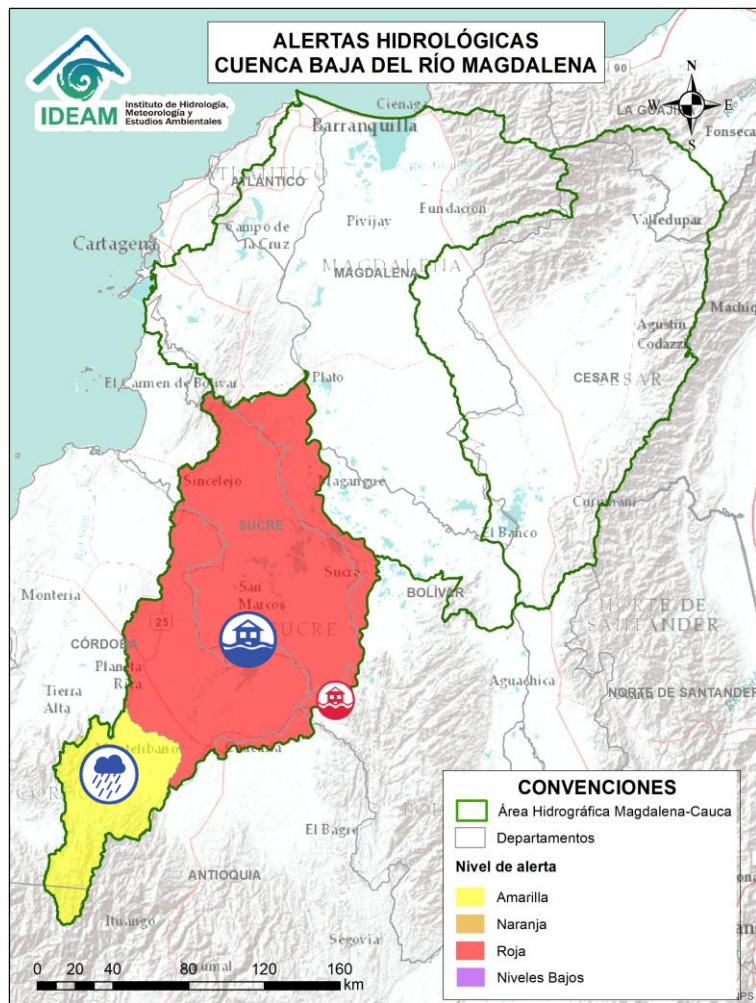 ALERTAS HIDROLÓGICAS
CUENCA BAJA DEL RÍO MAGDALENA
IDEAM
Instituto de Hidrología,
Meteorología y
Estudios Ambientales
90
N
W
E
S
LA GUAJI
Fonseca
Ciénaga
Barranquilla
ATLÁNTICO
Campo de
la Cruz
Pivijay
Fundación
Valledupar
Cartagena
MAGDALENA
MAGDALENA
Machiq
Agustín
Codazzi
El Carmen de Bolívar
Plato
CESAR
Sincelejo
Magangue
SUCRE
Curumaní
El Banco
Sucre
San
Marcos
SUCRE
BOLÍVAR
Montería
25
CÓRDOBA
Planeta
Rica
NORTE DE
SANTANDER
Tierra
Alta
Aguachica
NORTE DE SANTANDER
El Bagre
ANTIOQUIA
Ituango
Segovia
0 20 40 80 120 160
km
CONVENCIONES
Área Hidrográfica Magdalena-Cauca
Departamentos
Nivel de alerta
Amarilla
Naranja
Roja
Niveles Bajos